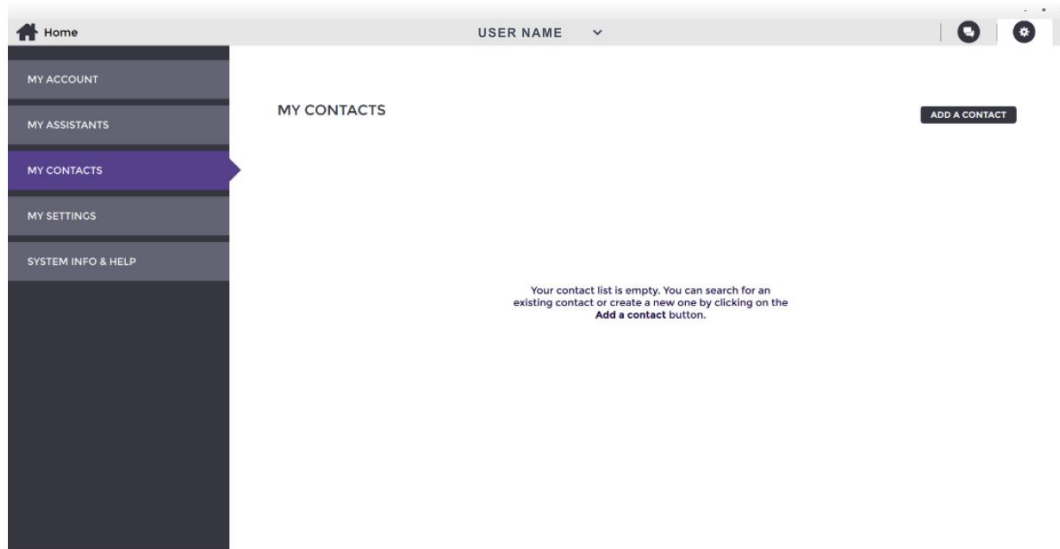 Home
USER NAME
MY ACCOUNT
MY ASSISTANTS
MY CONTACTS
MY SETTINGS
SYSTEM INFO & HELP
MY CONTACTS
ADD A CONTACT
Your contact list is empty. You can search for an
existing contact or create a new one by clicking on the
Add a contact button.